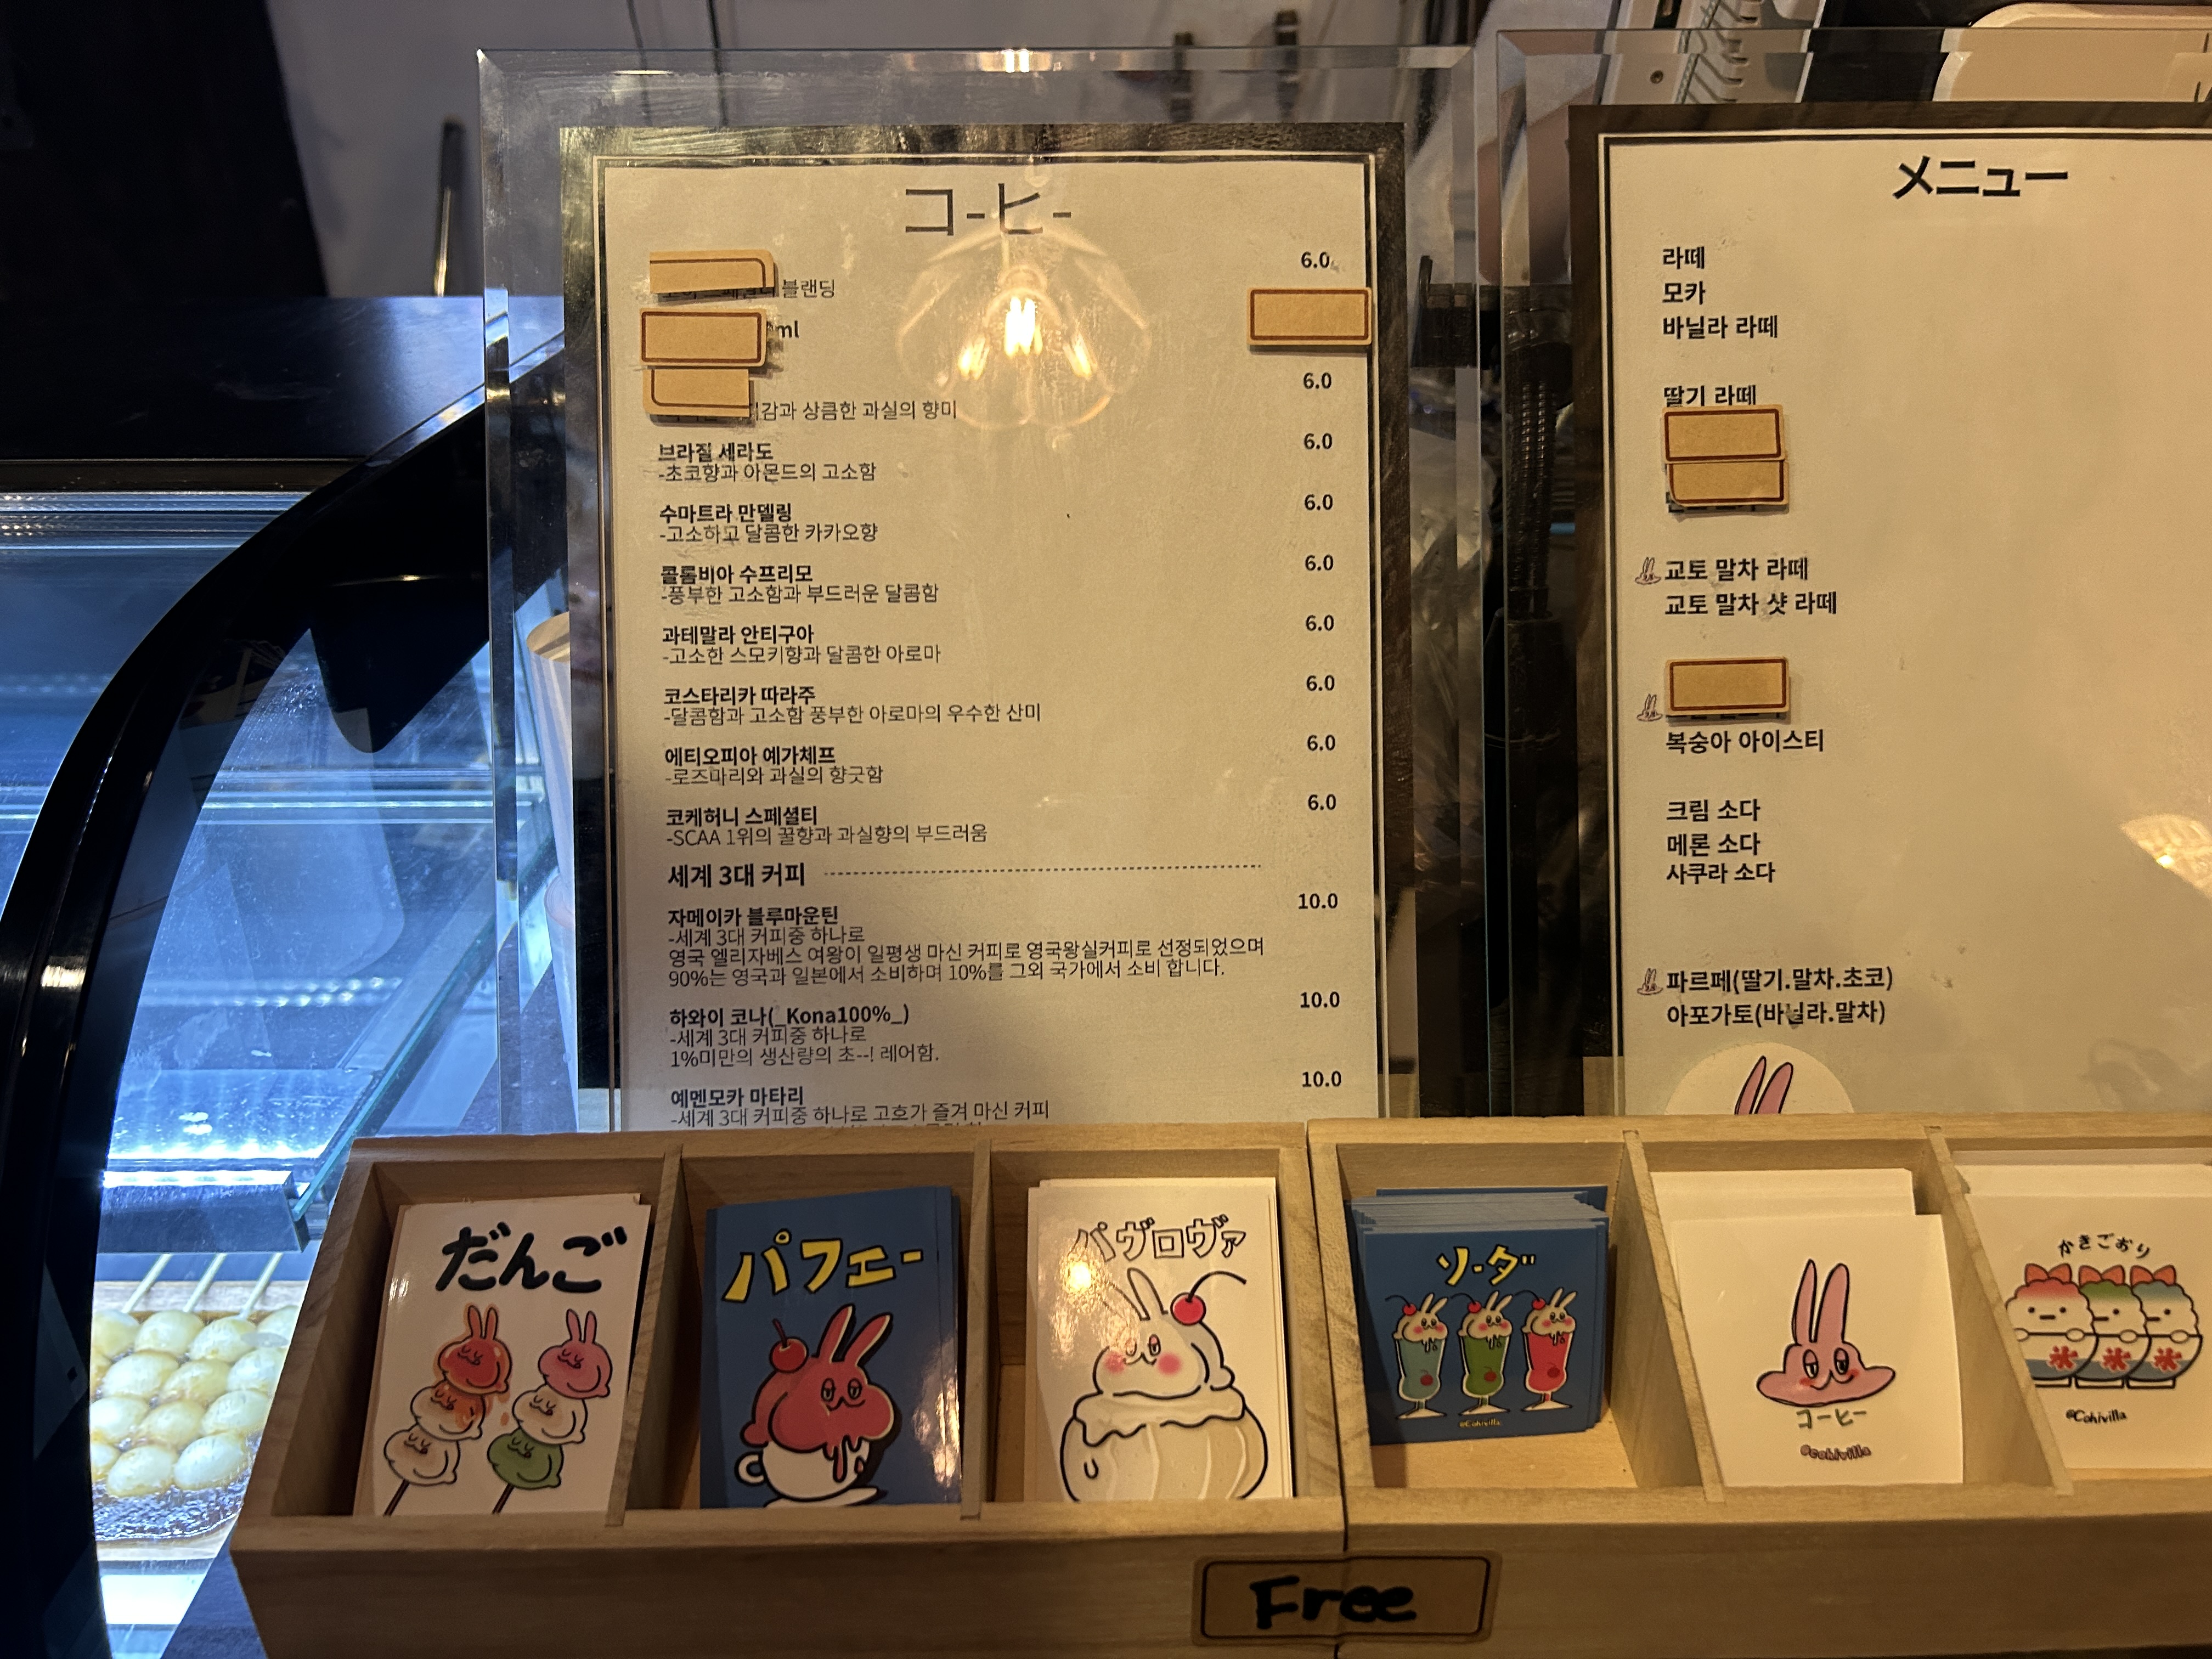 コ-ヒ-
6.0
블랜딩
ml
6.0
감과 상큼한 과실의 향미
브라질 세라도
6.0
-초코향과 아몬드의 고소함
수마트라 만델링
6.0
-고소하고 달콤한 카카오향
콜롬비아 수프리모
6.0
-풍부한 고소함과 부드러운 달콤함
과테말라 안티구아
6.0
-고소한 스모키향과 달콤한 아로마
코스타리카 따라주
6.0
-달콤함과 고소함 풍부한 아로마의 우수한 산미
에티오피아 예가체프
6.0
-로즈마리와 과실의 향긋함
코케허니 스페셜티
6.0
-SCAA 1위의 꿀향과 과실향의 부드러움
세계 3대 커피
자메이카 블루마운틴
10.0
-세계 3대 커피중 하나로
영국 엘리자베스 여왕이 일평생 마신 커피로 영국왕실커피로 선정되었으며
90%는 영국과 일본에서 소비하며 10%를 그외 국가에서 소비 합니다.
하와이 코나(_Kona100%_)
10.0
-세계 3대 커피중 하나로
1%미만의 생산량의 초--! 레어함.
예멘모카 마타리
10.0
-세계 3대 커피중 하나로 고흐가 즐겨 마신 커피
メニュー
라떼
모카
바닐라 라떼
딸기 라떼
교토 말차 라떼
교토 말차 샷 라떼
복숭아 아이스티
크림 소다
메론 소다
사쿠라 소다
파르페(딸기.말차.초코)
아포가토(바닐라.말차)
だんご
パフェ-
パヴロヴァ
ソ-ダ
@Cohivilla
コーヒー
@cohivilla
かきごおり
@Cohivilla
Free